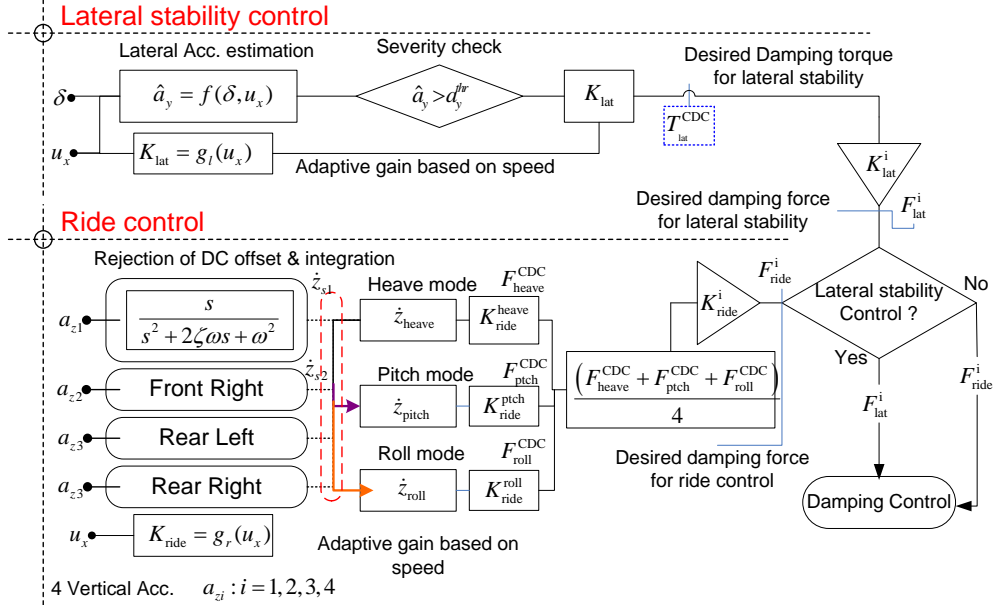 Lateral stability control
Lateral Acc. estimation
Severity check
Desired Damping torque
for lateral stability
δ
â_y = f(δ, u_x)
â_y > d_y^thr
K_lat
T_lat^CDC
u_x
K_lat = g_l(u_x)
Adaptive gain based on speed
K_lat^i
Desired damping force
for lateral stability
F_lat^i
Ride control
Rejection of DC offset & integration
ż_s1
Heave mode
F_heave^CDC
a_z1
s / (s² + 2ζωs + ω²)
ż_heave
K_ride^heave
K_ride^i
F_ride^i
Lateral stability
Control ?
No
Yes
ż_s2
Pitch mode
F_ptch^CDC
a_z2
Front Right
ż_pitch
K_ride^ptch
(F_heave^CDC + F_ptch^CDC + F_roll^CDC) / 4
F_lat^i
F_ride^i
a_z3
Rear Left
Roll mode
F_roll^CDC
Desired damping force
for ride control
a_z3
Rear Right
ż_roll
K_ride^roll
Damping Control
u_x
K_ride = g_r(u_x)
Adaptive gain based on
speed
4 Vertical Acc. a_zi : i = 1, 2, 3, 4